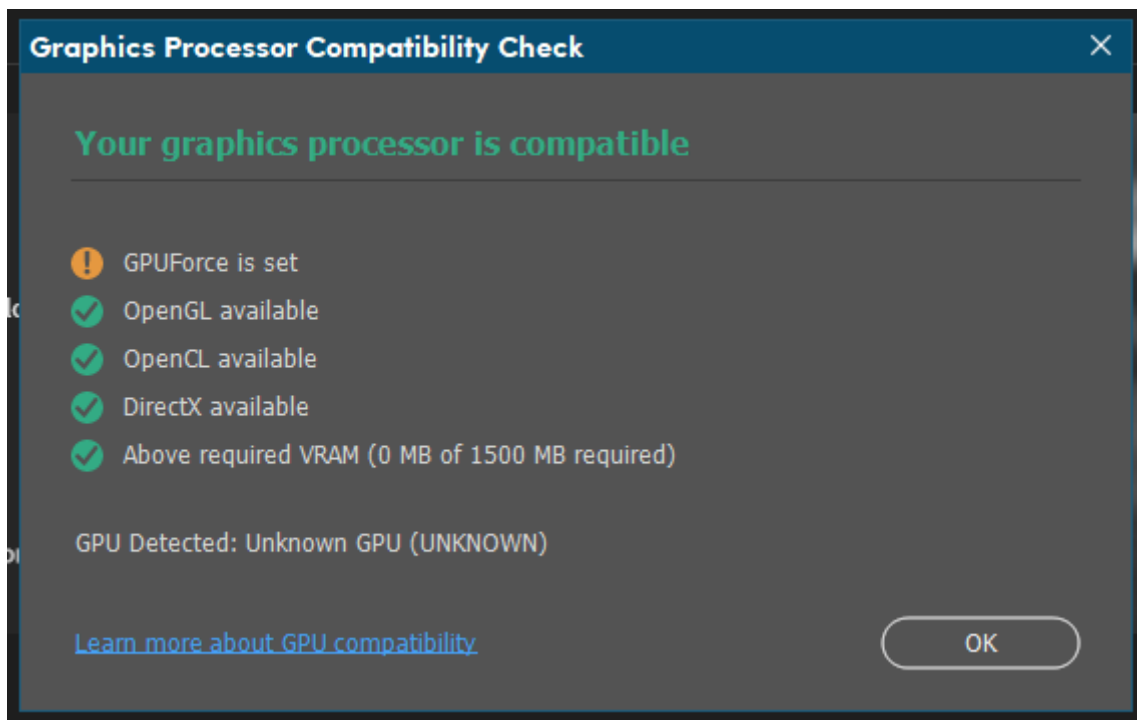 Graphics Processor Compatibility Check
Your graphics processor is compatible
GPUForce is set
OpenGL available
OpenCL available
DirectX available
Above required VRAM (0 MB of 1500 MB required)
GPU Detected: Unknown GPU (UNKNOWN)
Learn more about GPU compatibility
OK